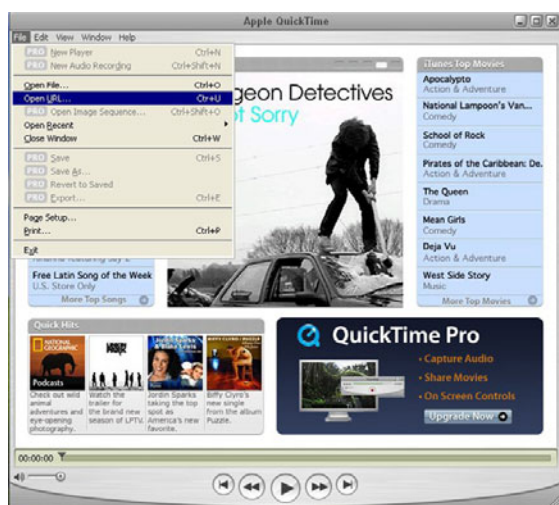 Apple QuickTime
File Edit View Window Help
PRO New Player Ctrl+N
PRO New Audio Recording Ctrl+Shift+N
Open File... Ctrl+O
Open URL... Ctrl+U
PRO Open Image Sequence... Ctrl+Shift+O
Open Recent
Close Window Ctrl+W
PRO Save Ctrl+S
PRO Save As...
PRO Revert to Saved
PRO Export... Ctrl+E
Page Setup...
Print... Ctrl+P
Exit
geon Detectives
t Sorry
Free Latin Song of the Week
U.S. Store Only
More Top Songs
iTunes Top Movies
Apocalypto
Action & Adventure
National Lampoon's Van...
Comedy
School of Rock
Comedy
Pirates of the Caribbean: De.
Action & Adventure
The Queen
Drama
Mean Girls
Comedy
Deja Vu
Action & Adventure
West Side Story
Music
More Top Movies
Quick Hits
NATIONAL GEOGRAPHIC
Podcasts
Check out wild
animal
adventures and
eye-opening
photography.
LINKIN PARK
Watch the
trailer for
the brand new
season of LPTV.
Jordin Sparks
Jordin Sparks
taking the top
spot as
America's new
favorite.
BIFFY CLYRO / PUZZLE
Biffy Clyro's
new single
from the album
Puzzle.
QuickTime Pro
• Capture Audio
• Share Movies
• On Screen Controls
Upgrade Now
00:00:00